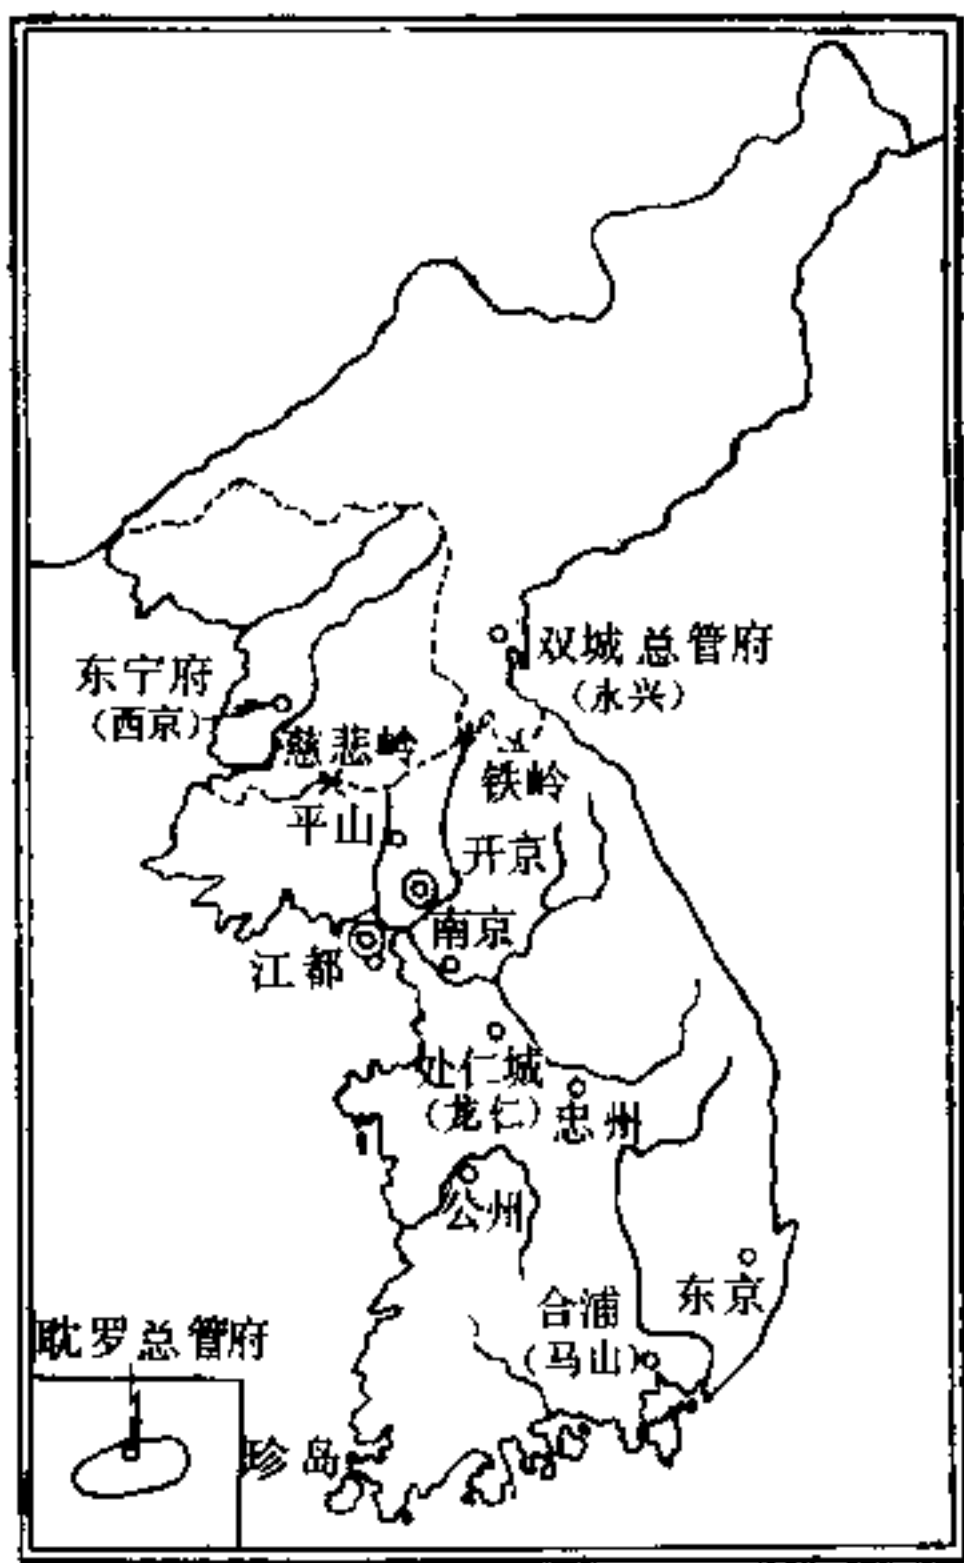 双城总管府
(永兴)
东宁府
(西京)
慈悲岭
铁岭
平山
开京
南京
江都
处仁城
(龙仁)
忠州
公州
东京
合浦
(马山)
耽罗总管府
珍岛